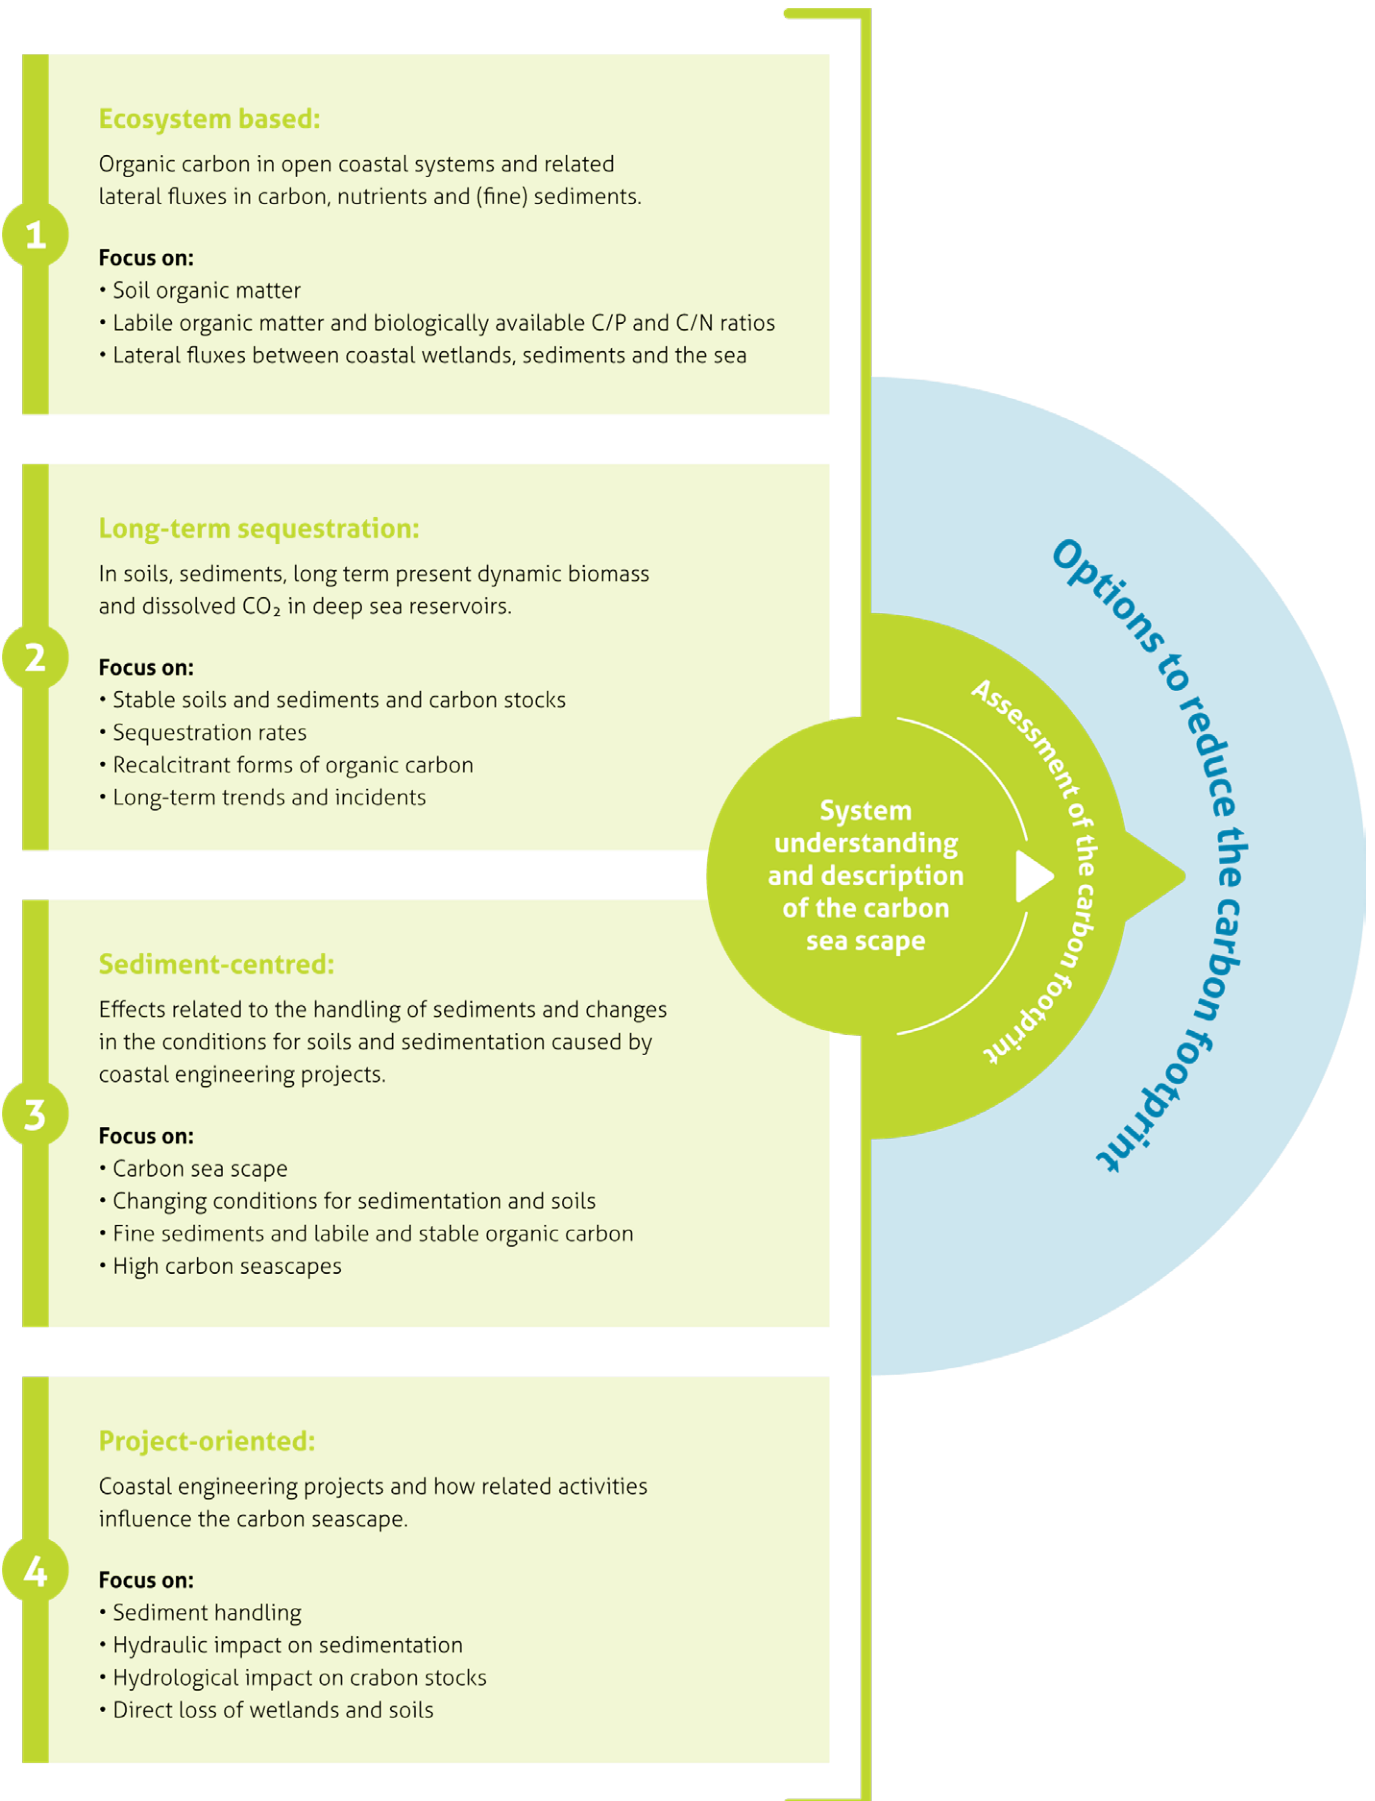 1
Ecosystem based:
Organic carbon in open coastal systems and related
lateral fluxes in carbon, nutrients and (fine) sediments.
Focus on:
• Soil organic matter
• Labile organic matter and biologically available C/P and C/N ratios
• Lateral fluxes between coastal wetlands, sediments and the sea
2
Long-term sequestration:
In soils, sediments, long term present dynamic biomass
and dissolved CO₂ in deep sea reservoirs.
Focus on:
• Stable soils and sediments and carbon stocks
• Sequestration rates
• Recalcitrant forms of organic carbon
• Long-term trends and incidents
3
Sediment-centred:
Effects related to the handling of sediments and changes
in the conditions for soils and sedimentation caused by
coastal engineering projects.
Focus on:
• Carbon sea scape
• Changing conditions for sedimentation and soils
• Fine sediments and labile and stable organic carbon
• High carbon seascapes
4
Project-oriented:
Coastal engineering projects and how related activities
influence the carbon seascape.
Focus on:
• Sediment handling
• Hydraulic impact on sedimentation
• Hydrological impact on crabon stocks
• Direct loss of wetlands and soils
System
understanding
and description
of the carbon
sea scape
Assessment of the carbon footprint
Options to reduce the carbon footprint